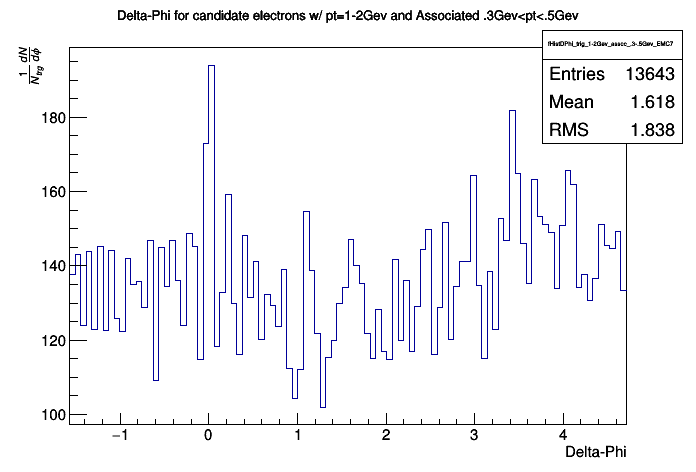 Delta-Phi for candidate electrons w/ pt=1-2Gev and Associated .3Gev<pt<.5Gev
fHistDPhi_trig_1-2Gev_assoc_.3-.5Gev_EMC7
Entries 13643
Mean 1.618
RMS 1.838
1/N_trig dN/dϕ
180
160
140
120
100
−1 0 1 2 3 4
Delta-Phi